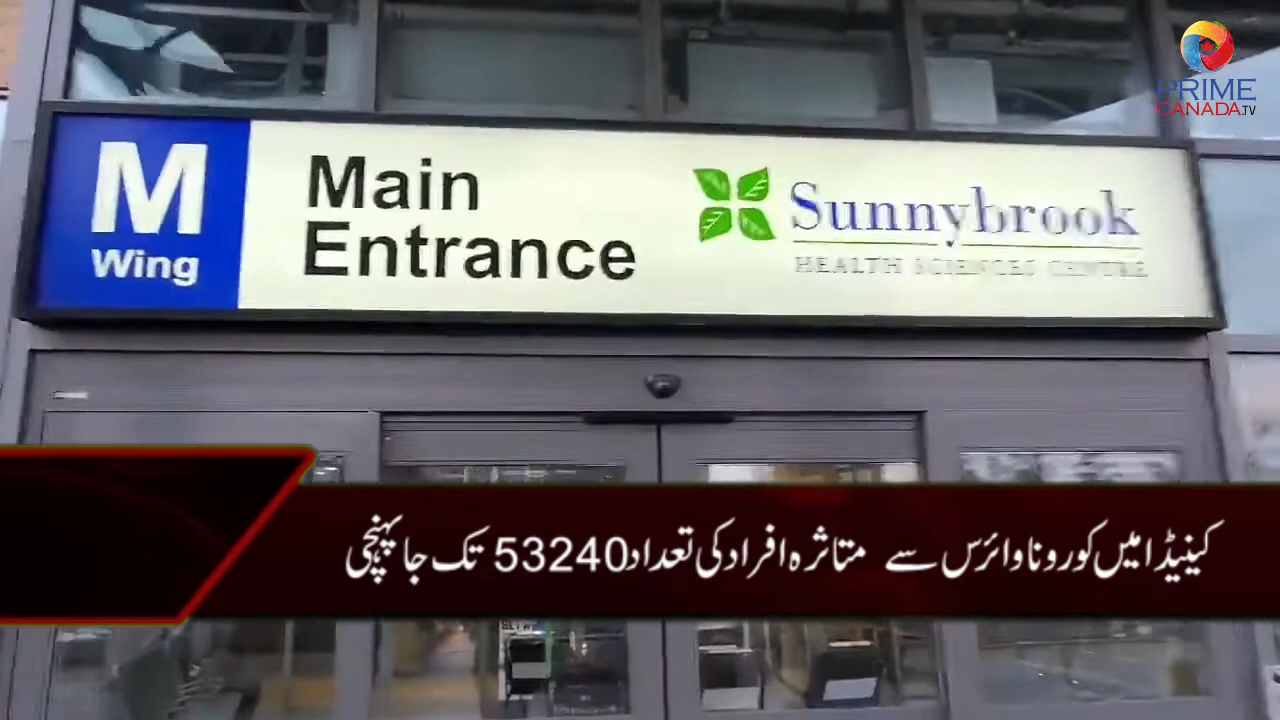 PRIME
CANADA.TV
M
Wing
Main
Entrance
Sunnybrook
HEALTH SCIENCES CENTRE
کینیڈا میں کورونا وائرس سے متاثرہ افراد کی تعداد 53240 تک جا پہنچی